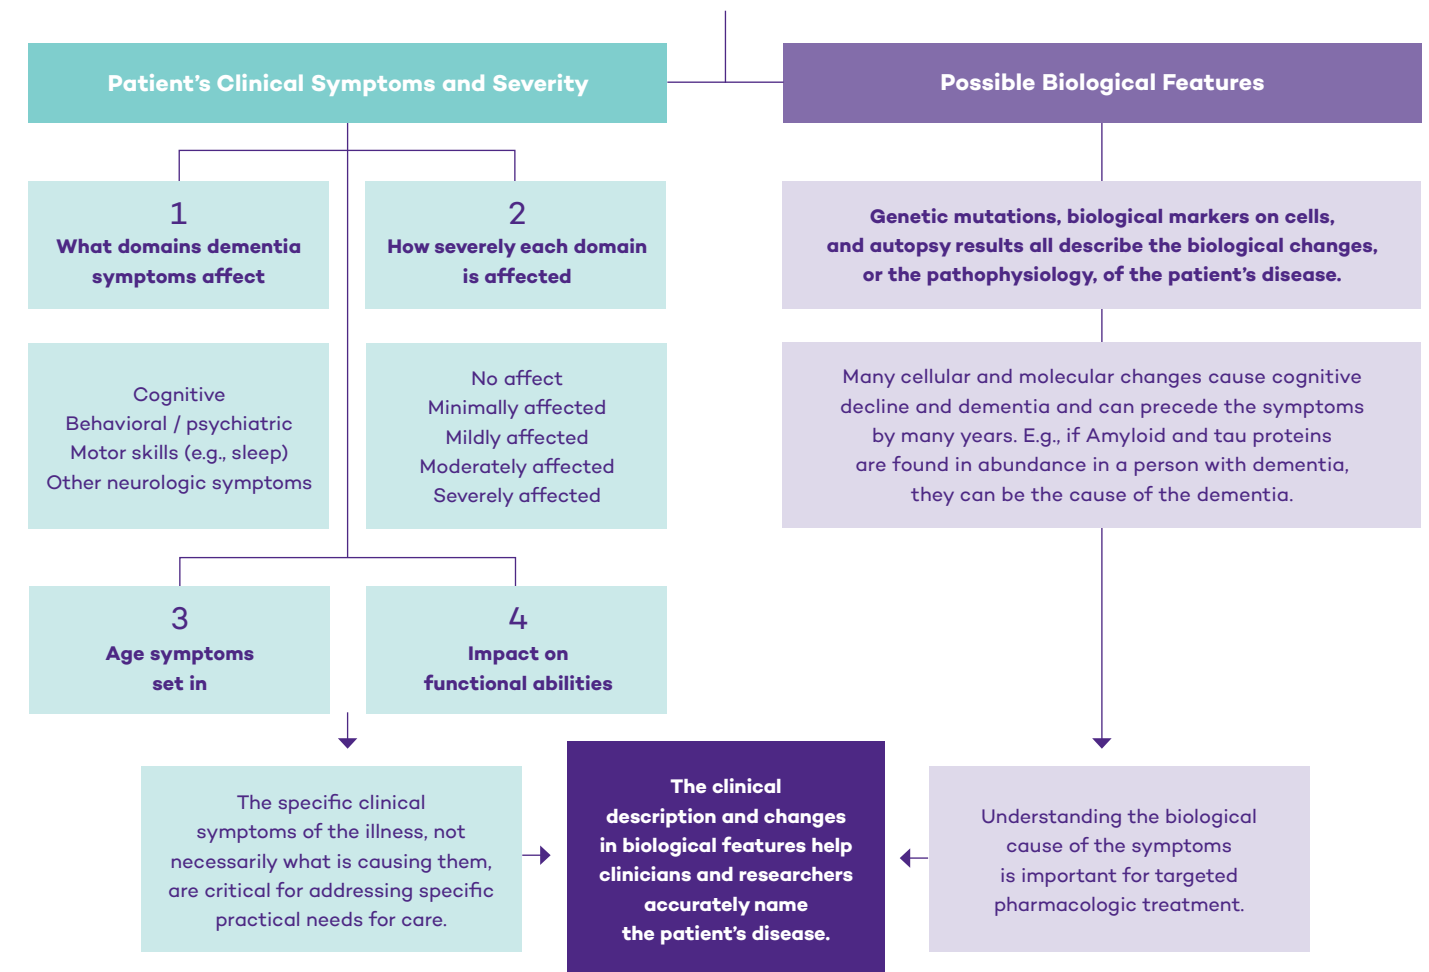 Patient's Clinical Symptoms and Severity
Possible Biological Features
1
What domains dementia
symptoms affect
2
How severely each domain
is affected
Cognitive
Behavioral / psychiatric
Motor skills (e.g., sleep)
Other neurologic symptoms
No affect
Minimally affected
Mildly affected
Moderately affected
Severely affected
3
Age symptoms
set in
4
Impact on
functional abilities
The specific clinical
symptoms of the illness, not
necessarily what is causing them,
are critical for addressing specific
practical needs for care.
Genetic mutations, biological markers on cells,
and autopsy results all describe the biological changes,
or the pathophysiology, of the patient's disease.
Many cellular and molecular changes cause cognitive
decline and dementia and can precede the symptoms
by many years. E.g., if Amyloid and tau proteins
are found in abundance in a person with dementia,
they can be the cause of the dementia.
Understanding the biological
cause of the symptoms
is important for targeted
pharmacologic treatment.
The clinical
description and changes
in biological features help
clinicians and researchers
accurately name
the patient's disease.